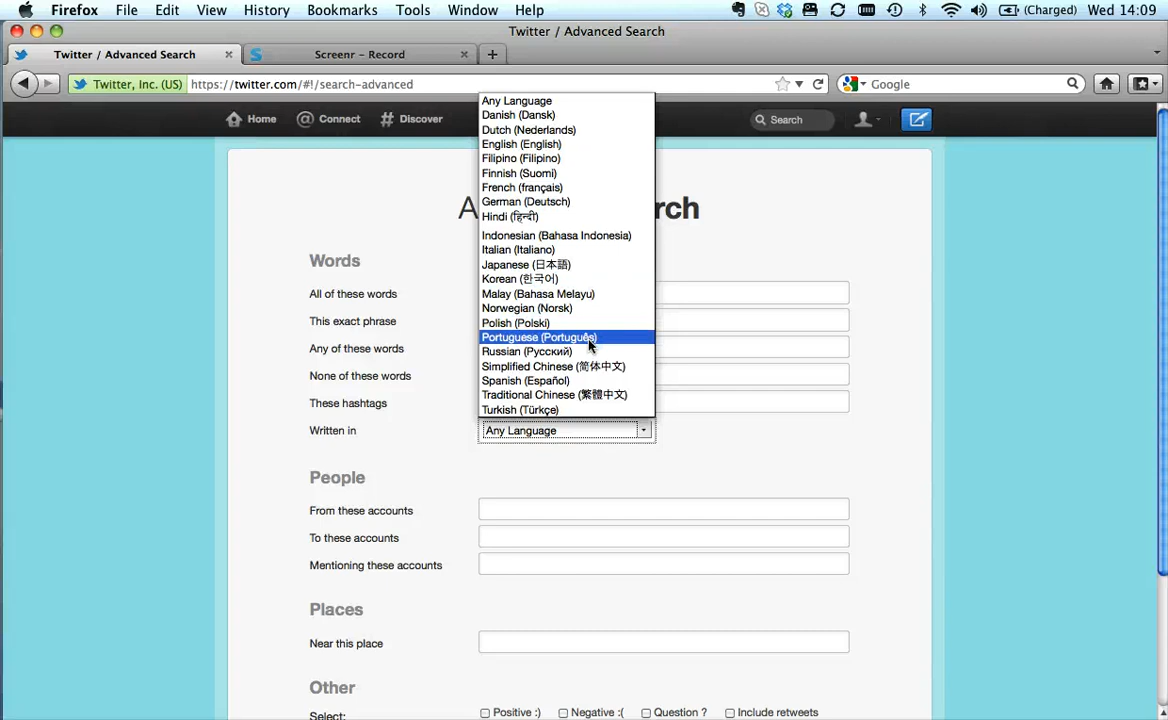 Firefox File Edit View History Bookmarks Tools Window Help (Charged) Wed 14:09
Twitter / Advanced Search
Twitter / Advanced Search Screenr – Record
Twitter, Inc. (US) https://twitter.com/#!/search-advanced Google
Home Connect Discover Search
A rch
Any Language
Danish (Dansk)
Dutch (Nederlands)
English (English)
Filipino (Filipino)
Finnish (Suomi)
French (français)
German (Deutsch)
Hindi (हिन्दी)
Indonesian (Bahasa Indonesia)
Italian (Italiano)
Japanese (日本語)
Korean (한국어)
Malay (Bahasa Melayu)
Norwegian (Norsk)
Polish (Polski)
Portuguese (Português)
Russian (Русский)
Simplified Chinese (简体中文)
Spanish (Español)
Traditional Chinese (繁體中文)
Turkish (Türkçe)
Words
All of these words
This exact phrase
Any of these words
None of these words
These hashtags
Written in Any Language
People
From these accounts
To these accounts
Mentioning these accounts
Places
Near this place
Other
Select: Positive :) Negative :( Question ? Include retweets